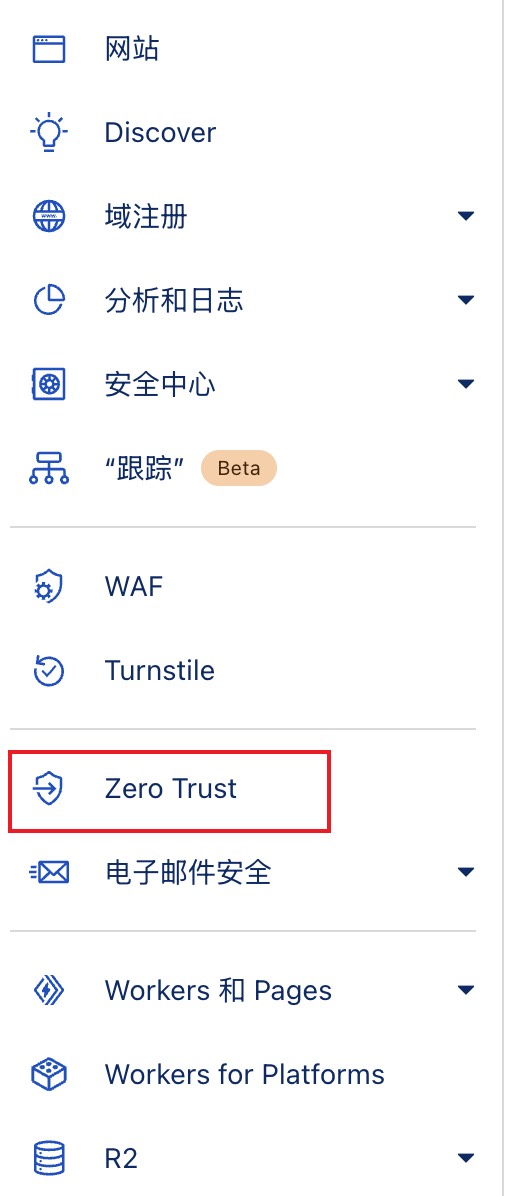 网站
Discover
域注册
分析和日志
安全中心
“跟踪” Beta
WAF
Turnstile
Zero Trust
电子邮件安全
Workers 和 Pages
Workers for Platforms
R2